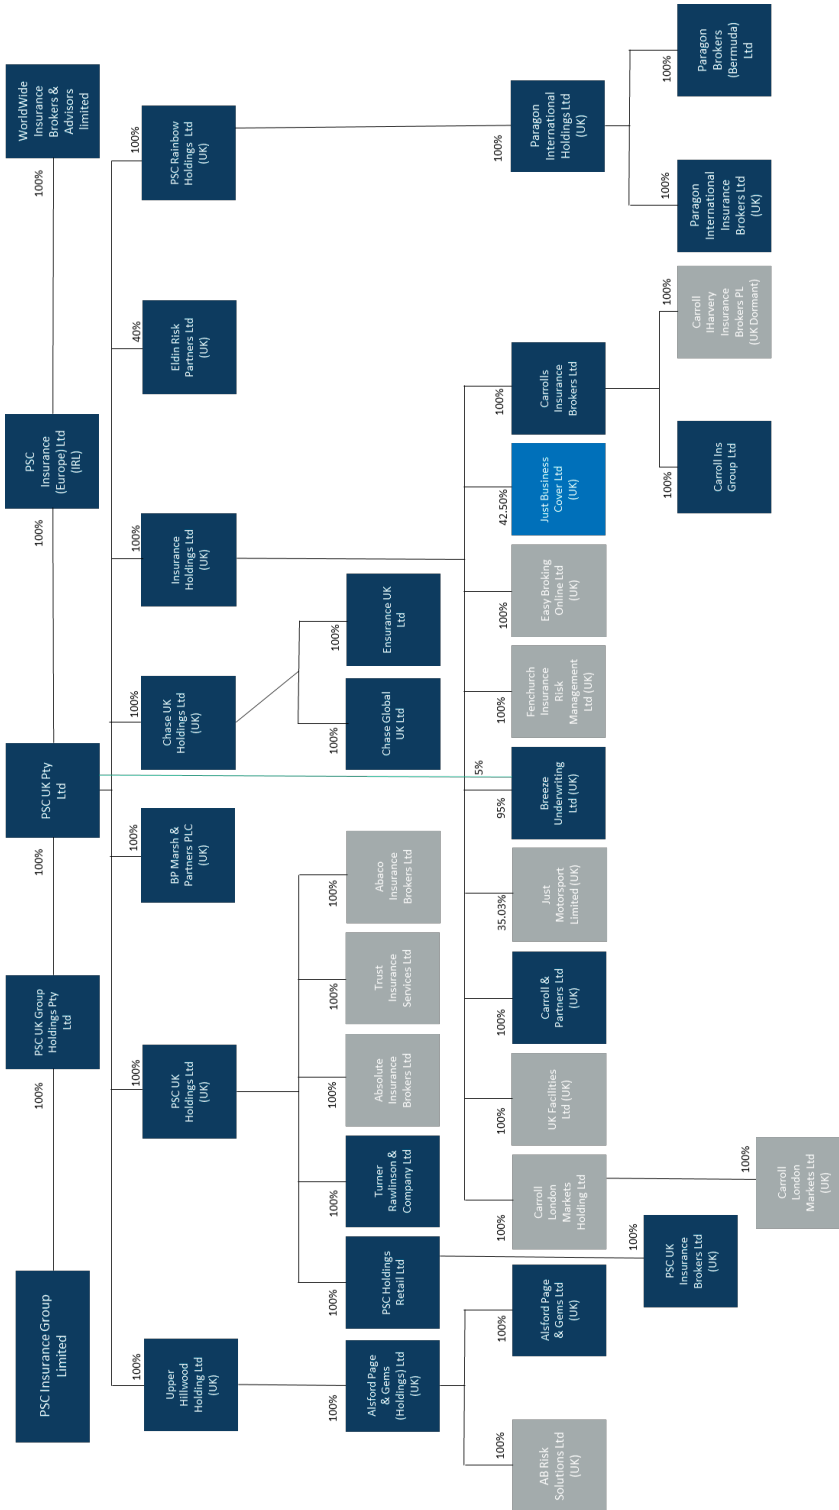 PSC Insurance Group
Limited
100%
PSC UK Group
Holdings Pty
Ltd
100%
PSC UK Pty
Ltd
100%
PSC
Insurance
(Europe) Ltd
(IRL)
100%
WorldWide
Insurance
Brokers &
Advisors
limited
100%
Upper
Hillwood
Holding Ltd
(UK)
100%
PSC UK
Holdings Ltd
(UK)
100%
BP Marsh &
Partners PLC
(UK)
100%
Chase UK
Holdings Ltd
(UK)
100%
Insurance
Holdings Ltd
(UK)
40%
Eldin Risk
Partners Ltd
(UK)
100%
PSC Rainbow
Holdings Ltd
(UK)
100%
Alsford Page
& Gems
(Holdings) Ltd
(UK)
100%
PSC Holdings
Retail Ltd
100%
Turner
Rawlinson &
Company Ltd
100%
Absolute
Insurance
Brokers Ltd
100%
Trust
Insurance
Services Ltd
100%
Abaco
Insurance
Brokers Ltd
100%
Chase Global
UK Ltd
100%
Ensurance UK
Ltd
100%
AB Risk
Solutions Ltd
(UK)
100%
Alsford Page
& Gems Ltd
(UK)
100%
Carroll
London
Markets
Holding Ltd
100%
UK Facilities
Ltd (UK)
100%
Carroll &
Partners Ltd
(UK)
35.03%
Just
Motorsport
Limited (UK)
95%
5%
Breeze
Underwriting
Ltd (UK)
100%
Fenchurch
Insurance
Risk
Management
Ltd (UK)
100%
Easy Broking
Online Ltd
(UK)
42.50%
Just Business
Cover Ltd
(UK)
100%
Carrolls
Insurance
Brokers Ltd
100%
Paragon
International
Holdings Ltd
(UK)
100%
PSC UK
Insurance
Brokers Ltd
(UK)
100%
Carroll Ins
Group Ltd
100%
Carroll
IHarvery
Insurance
Brokers PL
(UK Dormant)
100%
Paragon
International
Insurance
Brokers Ltd
(UK)
100%
Paragon
Brokers
(Bermuda)
Ltd
100%
Carroll
London
Markets Ltd
(UK)